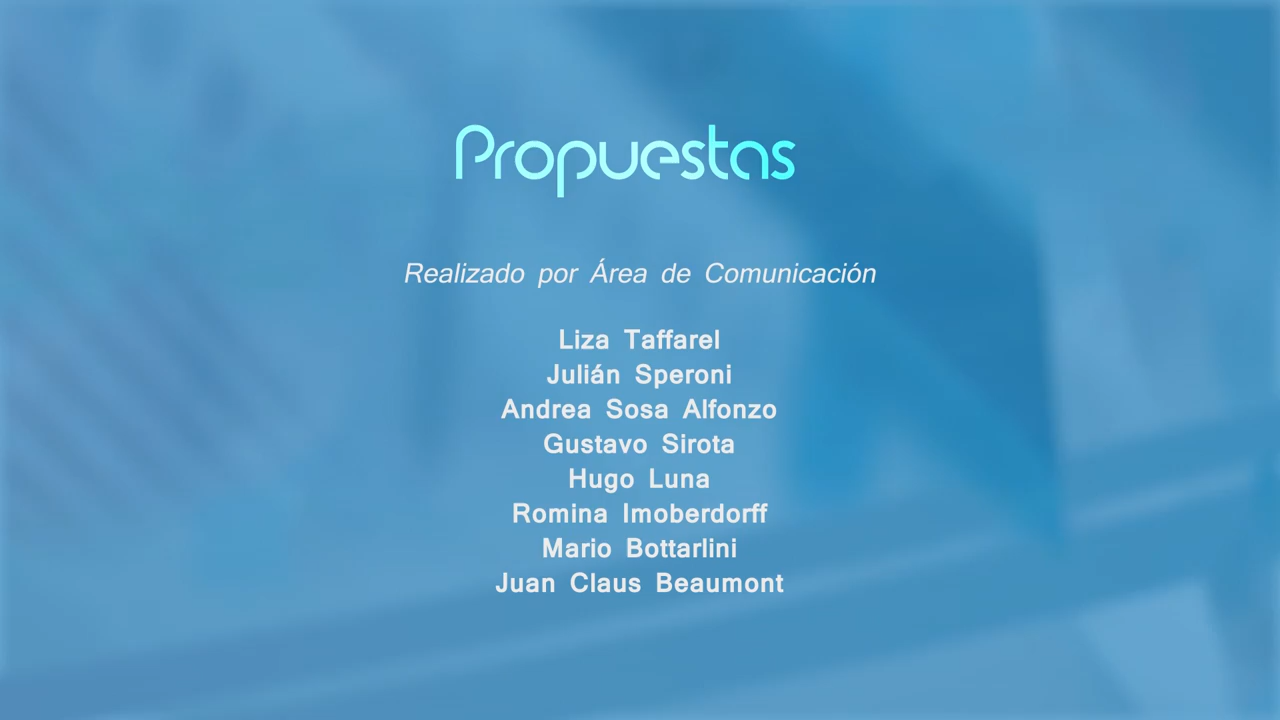 Propuestas
Realizado por Área de Comunicación
Liza Taffarel
Julián Speroni
Andrea Sosa Alfonzo
Gustavo Sirota
Hugo Luna
Romina Imoberdorff
Mario Bottarlini
Juan Claus Beaumont